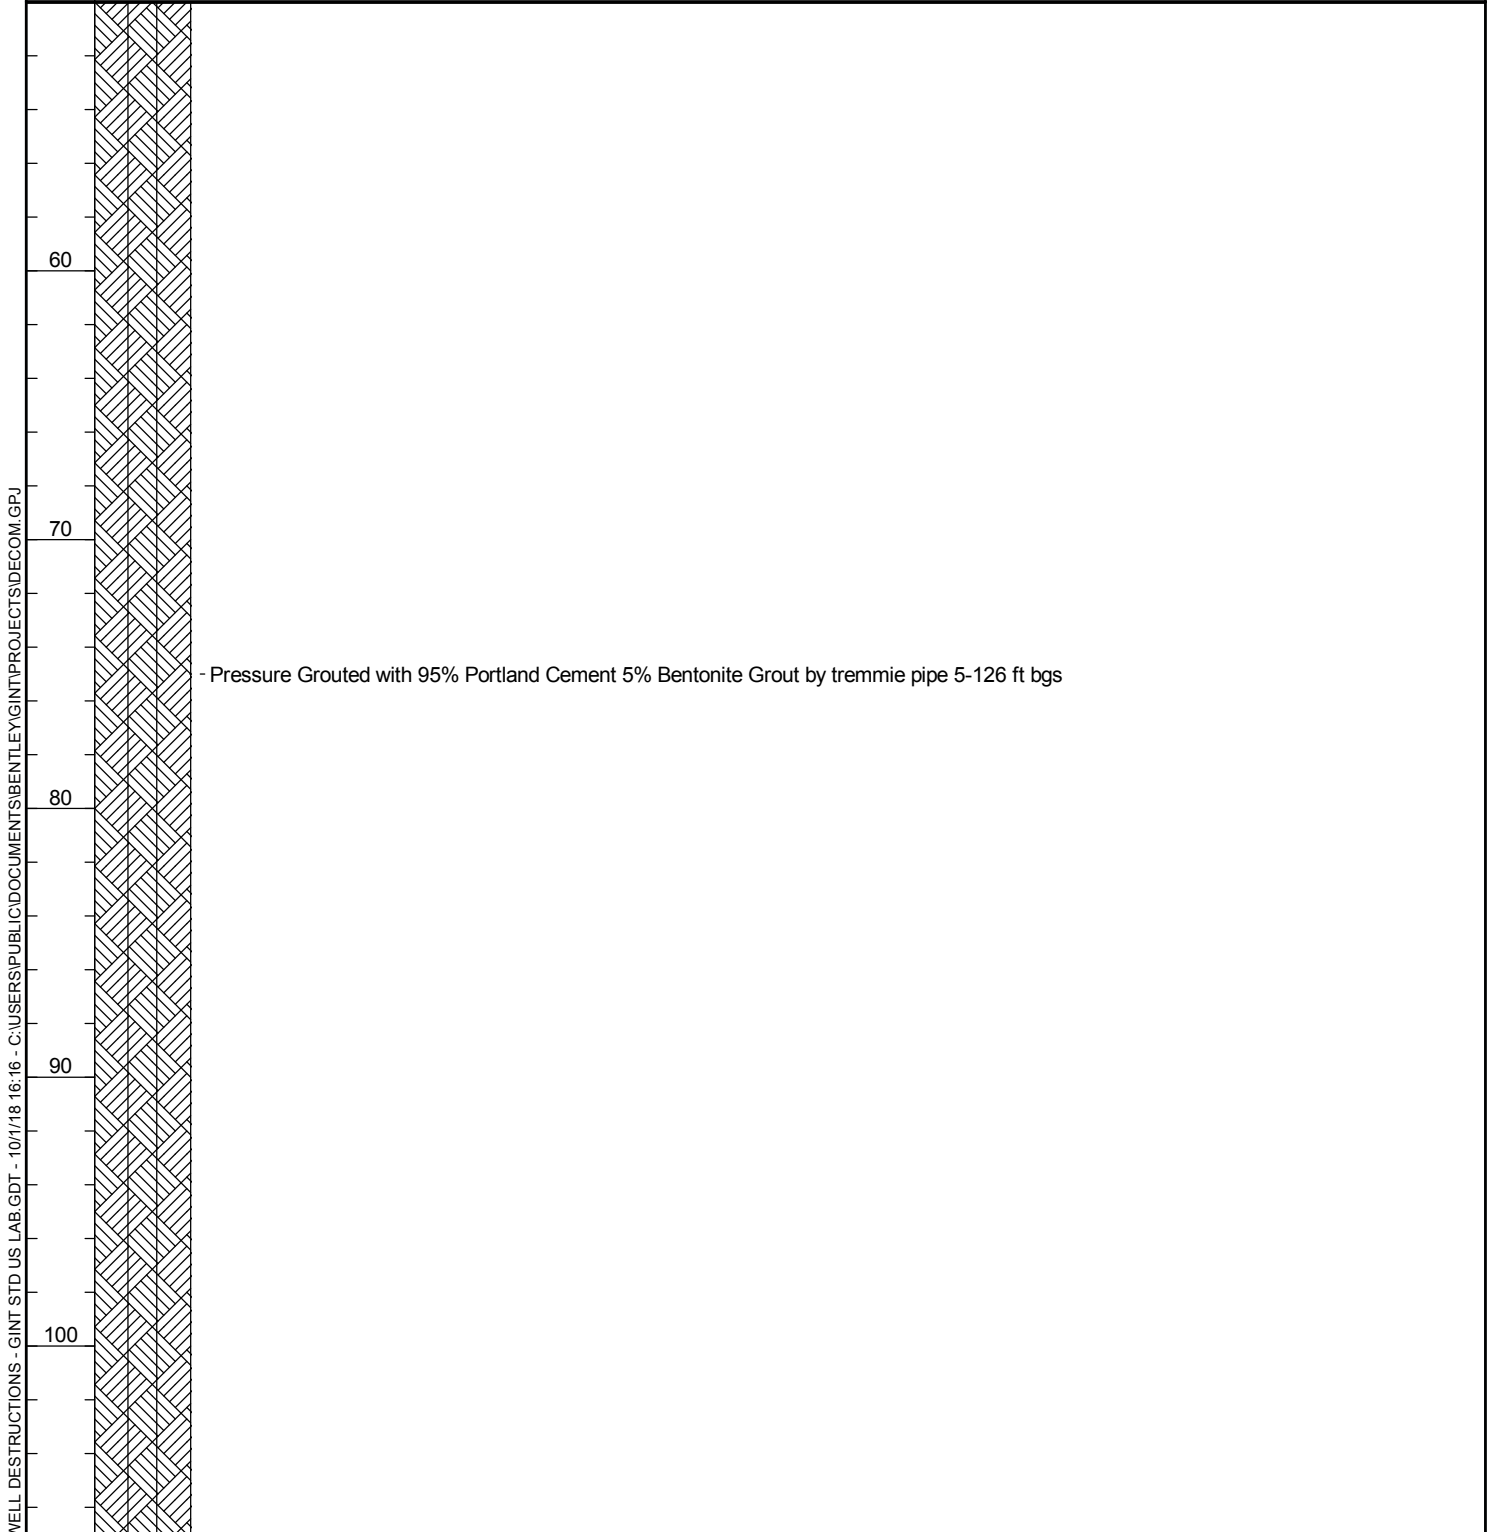 60
70
- Pressure Grouted with 95% Portland Cement 5% Bentonite Grout by tremmie pipe 5-126 ft bgs
80
90
100
WELL DESTRUCTIONS - GINT STD US LAB.GDT - 10/1/18 16:16 - C:\USERS\PUBLIC\DOCUMENTS\BENTLEY\GINT\PROJECTS\DECOM.GPJ